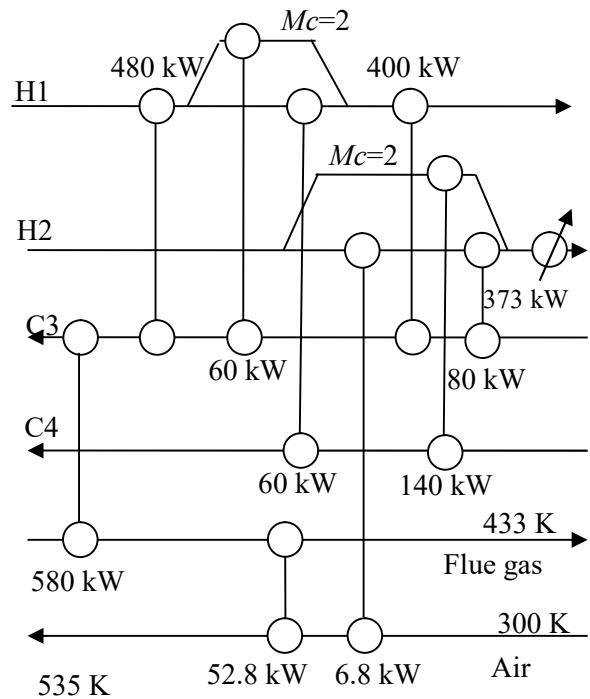 Mc=2
480 kW
400 kW
H1
Mc=2
H2
373 kW
C3
60 kW
80 kW
C4
60 kW
140 kW
433 K
580 kW
Flue gas
300 K
535 K
52.8 kW
6.8 kW
Air